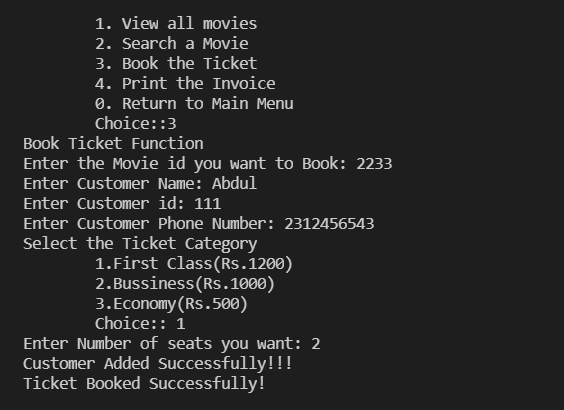 1. View all movies
2. Search a Movie
3. Book the Ticket
4. Print the Invoice
0. Return to Main Menu
Choice::3
Book Ticket Function
Enter the Movie id you want to Book: 2233
Enter Customer Name: Abdul
Enter Customer id: 111
Enter Customer Phone Number: 2312456543
Select the Ticket Category
1.First Class(Rs.1200)
2.Bussiness(Rs.1000)
3.Economy(Rs.500)
Choice:: 1
Enter Number of seats you want: 2
Customer Added Successfully!!!
Ticket Booked Successfully!